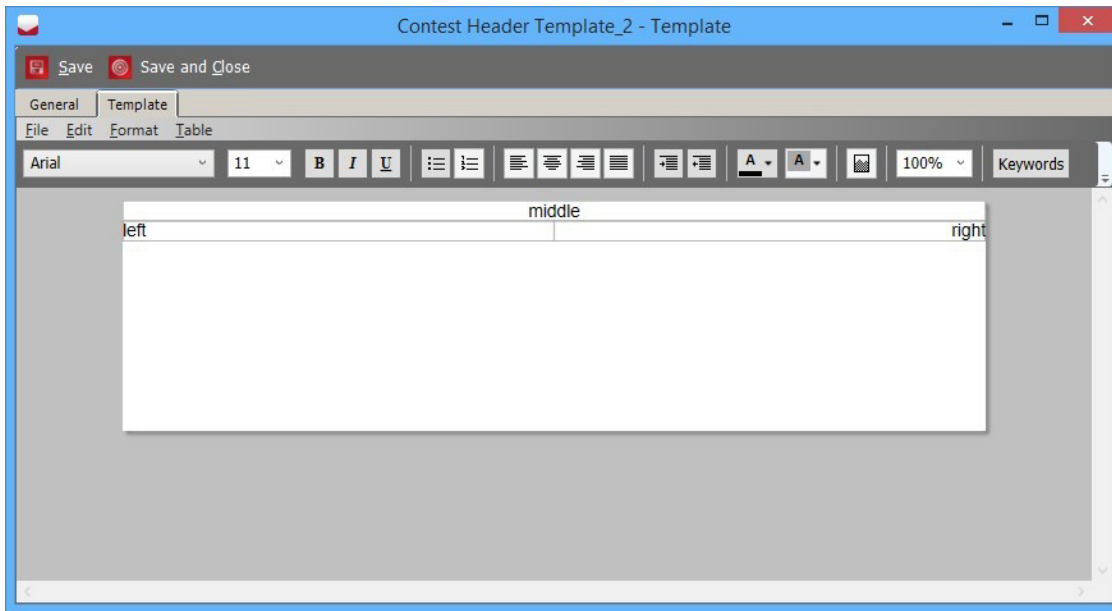 Contest Header Template_2 - Template
Save Save and Close
General Template
File Edit Format Table
Arial 11 B I U A A 100% Keywords
middle
left right